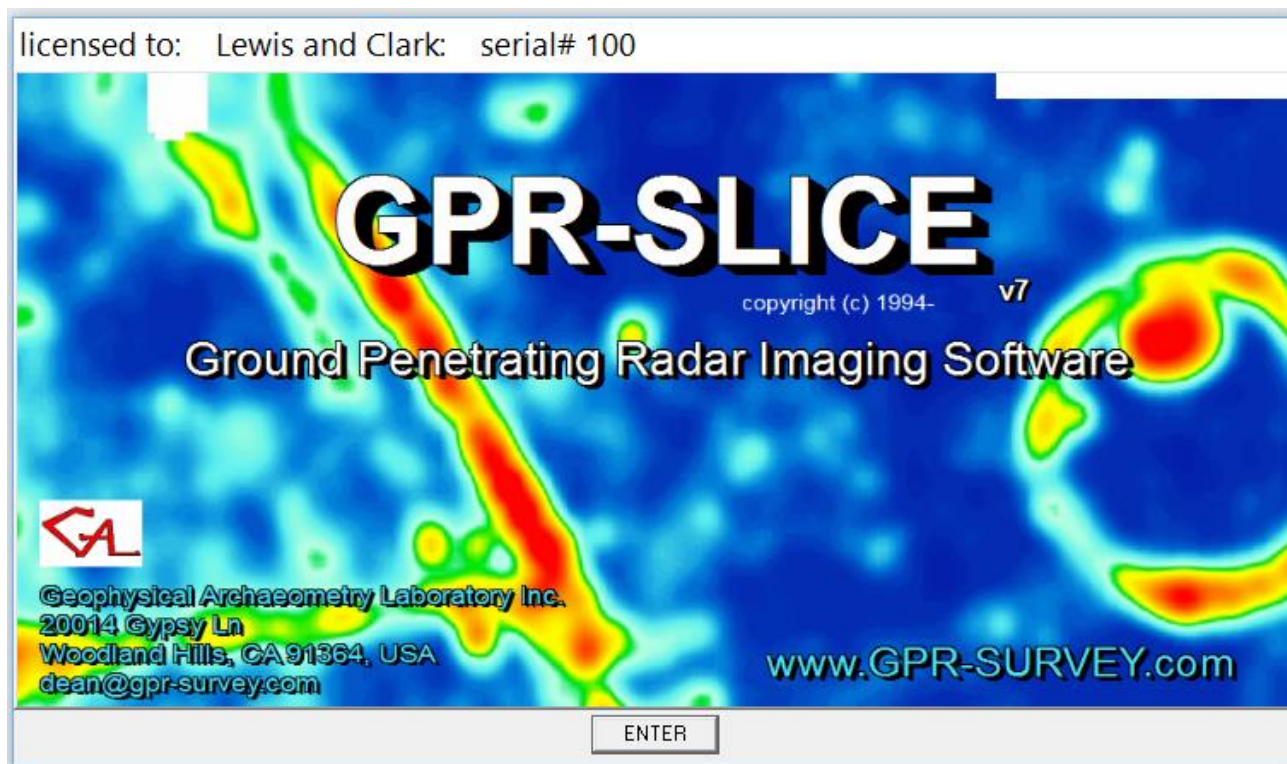 licensed to: Lewis and Clark: serial# 100
GPR-SLICE
v7
copyright (c) 1994-
Ground Penetrating Radar Imaging Software
GAL
Geophysical Archaeometry Laboratory Inc.
20014 Gypsy Ln
Woodland Hills, CA 91364, USA
dean@gpr-survey.com
www.GPR-SURVEY.com
ENTER